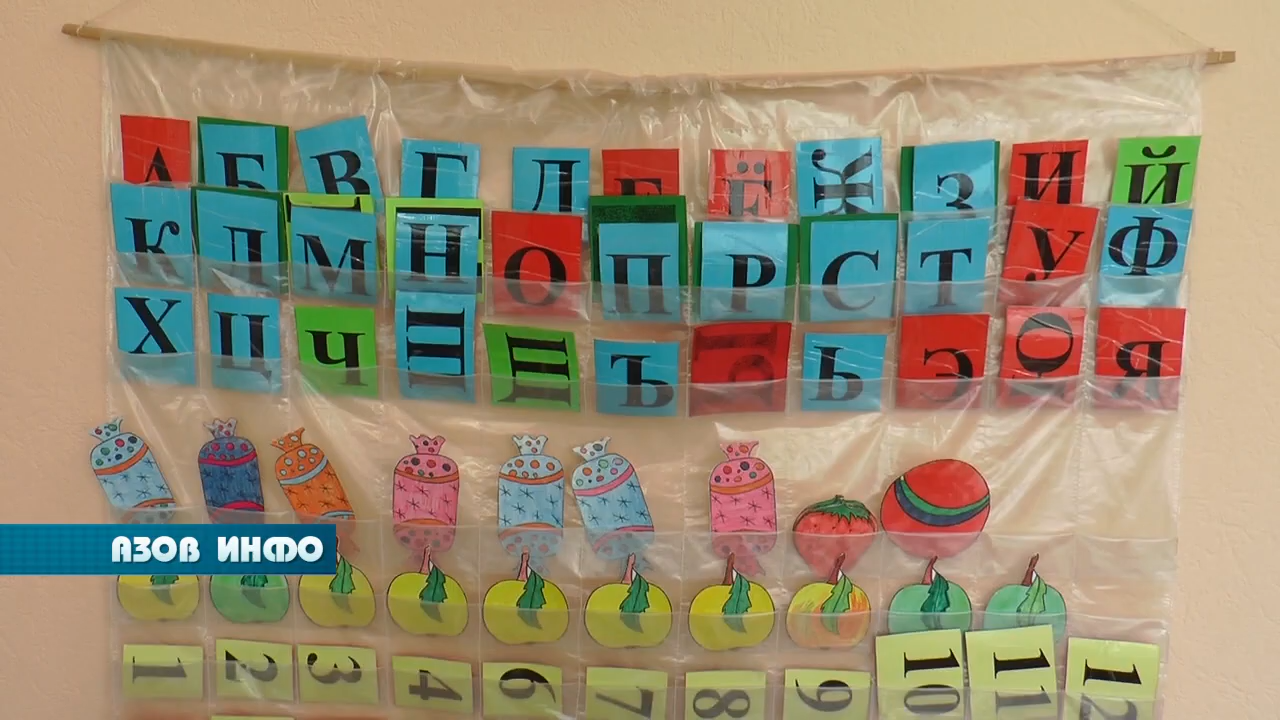 А Б В Г Д Е Ё Ж З И Й
К Л М Н О П Р С Т У Ф
Х Ц Ч Ш Щ Ъ Ы Ь Э Ю Я
АЗОВ ИНФО
1 2 3 4 6 7 8 9 10 11 12